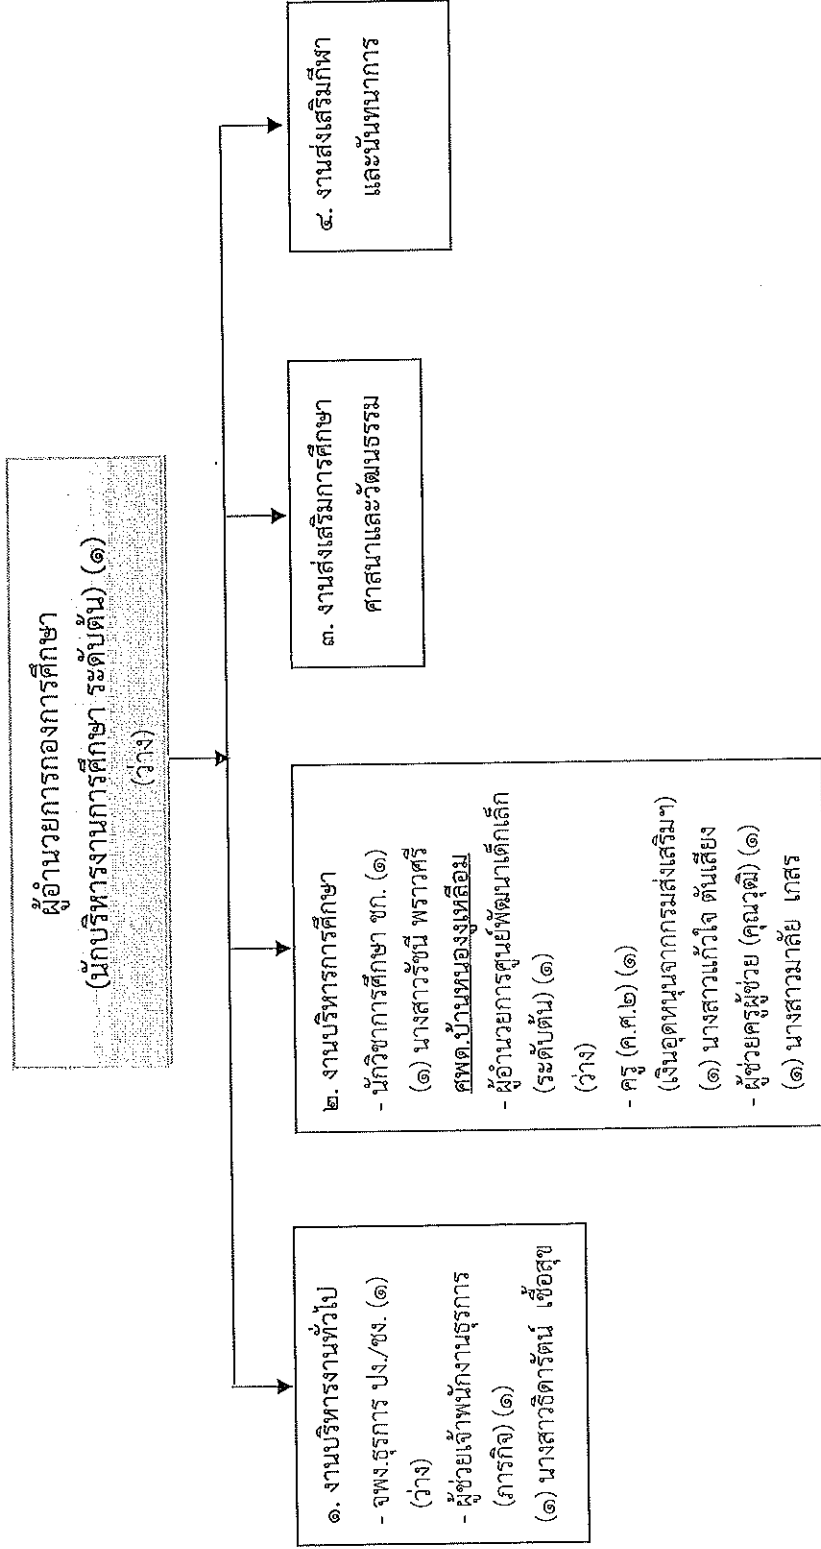 ผู้อำนวยการกองการศึกษา
(นักบริหารงานการศึกษา ระดับต้น) (๑)
(ว่าง)
๑. งานบริหารงานทั่วไป
- จพง.ธุรการ ปง./ชง. (๑)
(ว่าง)
- ผู้ช่วยเจ้าพนักงานธุรการ
(ภารกิจ) (๑)
(๑) นางสาวธิดารัตน์ เชื้อสุข
๒. งานบริหารการศึกษา
- นักวิชาการศึกษา ชก. (๑)
(๑) นางสาวรัชนี พราวศรี
ศพด.บ้านหนองงูเหลือม
- ผู้อำนวยการศูนย์พัฒนาเด็กเล็ก
(ระดับต้น) (๑)
(ว่าง)
- ครู (ค.ศ.๒) (๑)
(เงินอุดหนุนจากกรมส่งเสริมฯ)
(๑) นางสาวแก้วใจ ตันเสียง
- ผู้ช่วยครูผู้ช่วย (คุณวุฒิ) (๑)
(๑) นางสาวมาลัย เกสร
๓. งานส่งเสริมการศึกษา
ศาสนาและวัฒนธรรม
๔. งานส่งเสริมกีฬา
และนันทนาการ